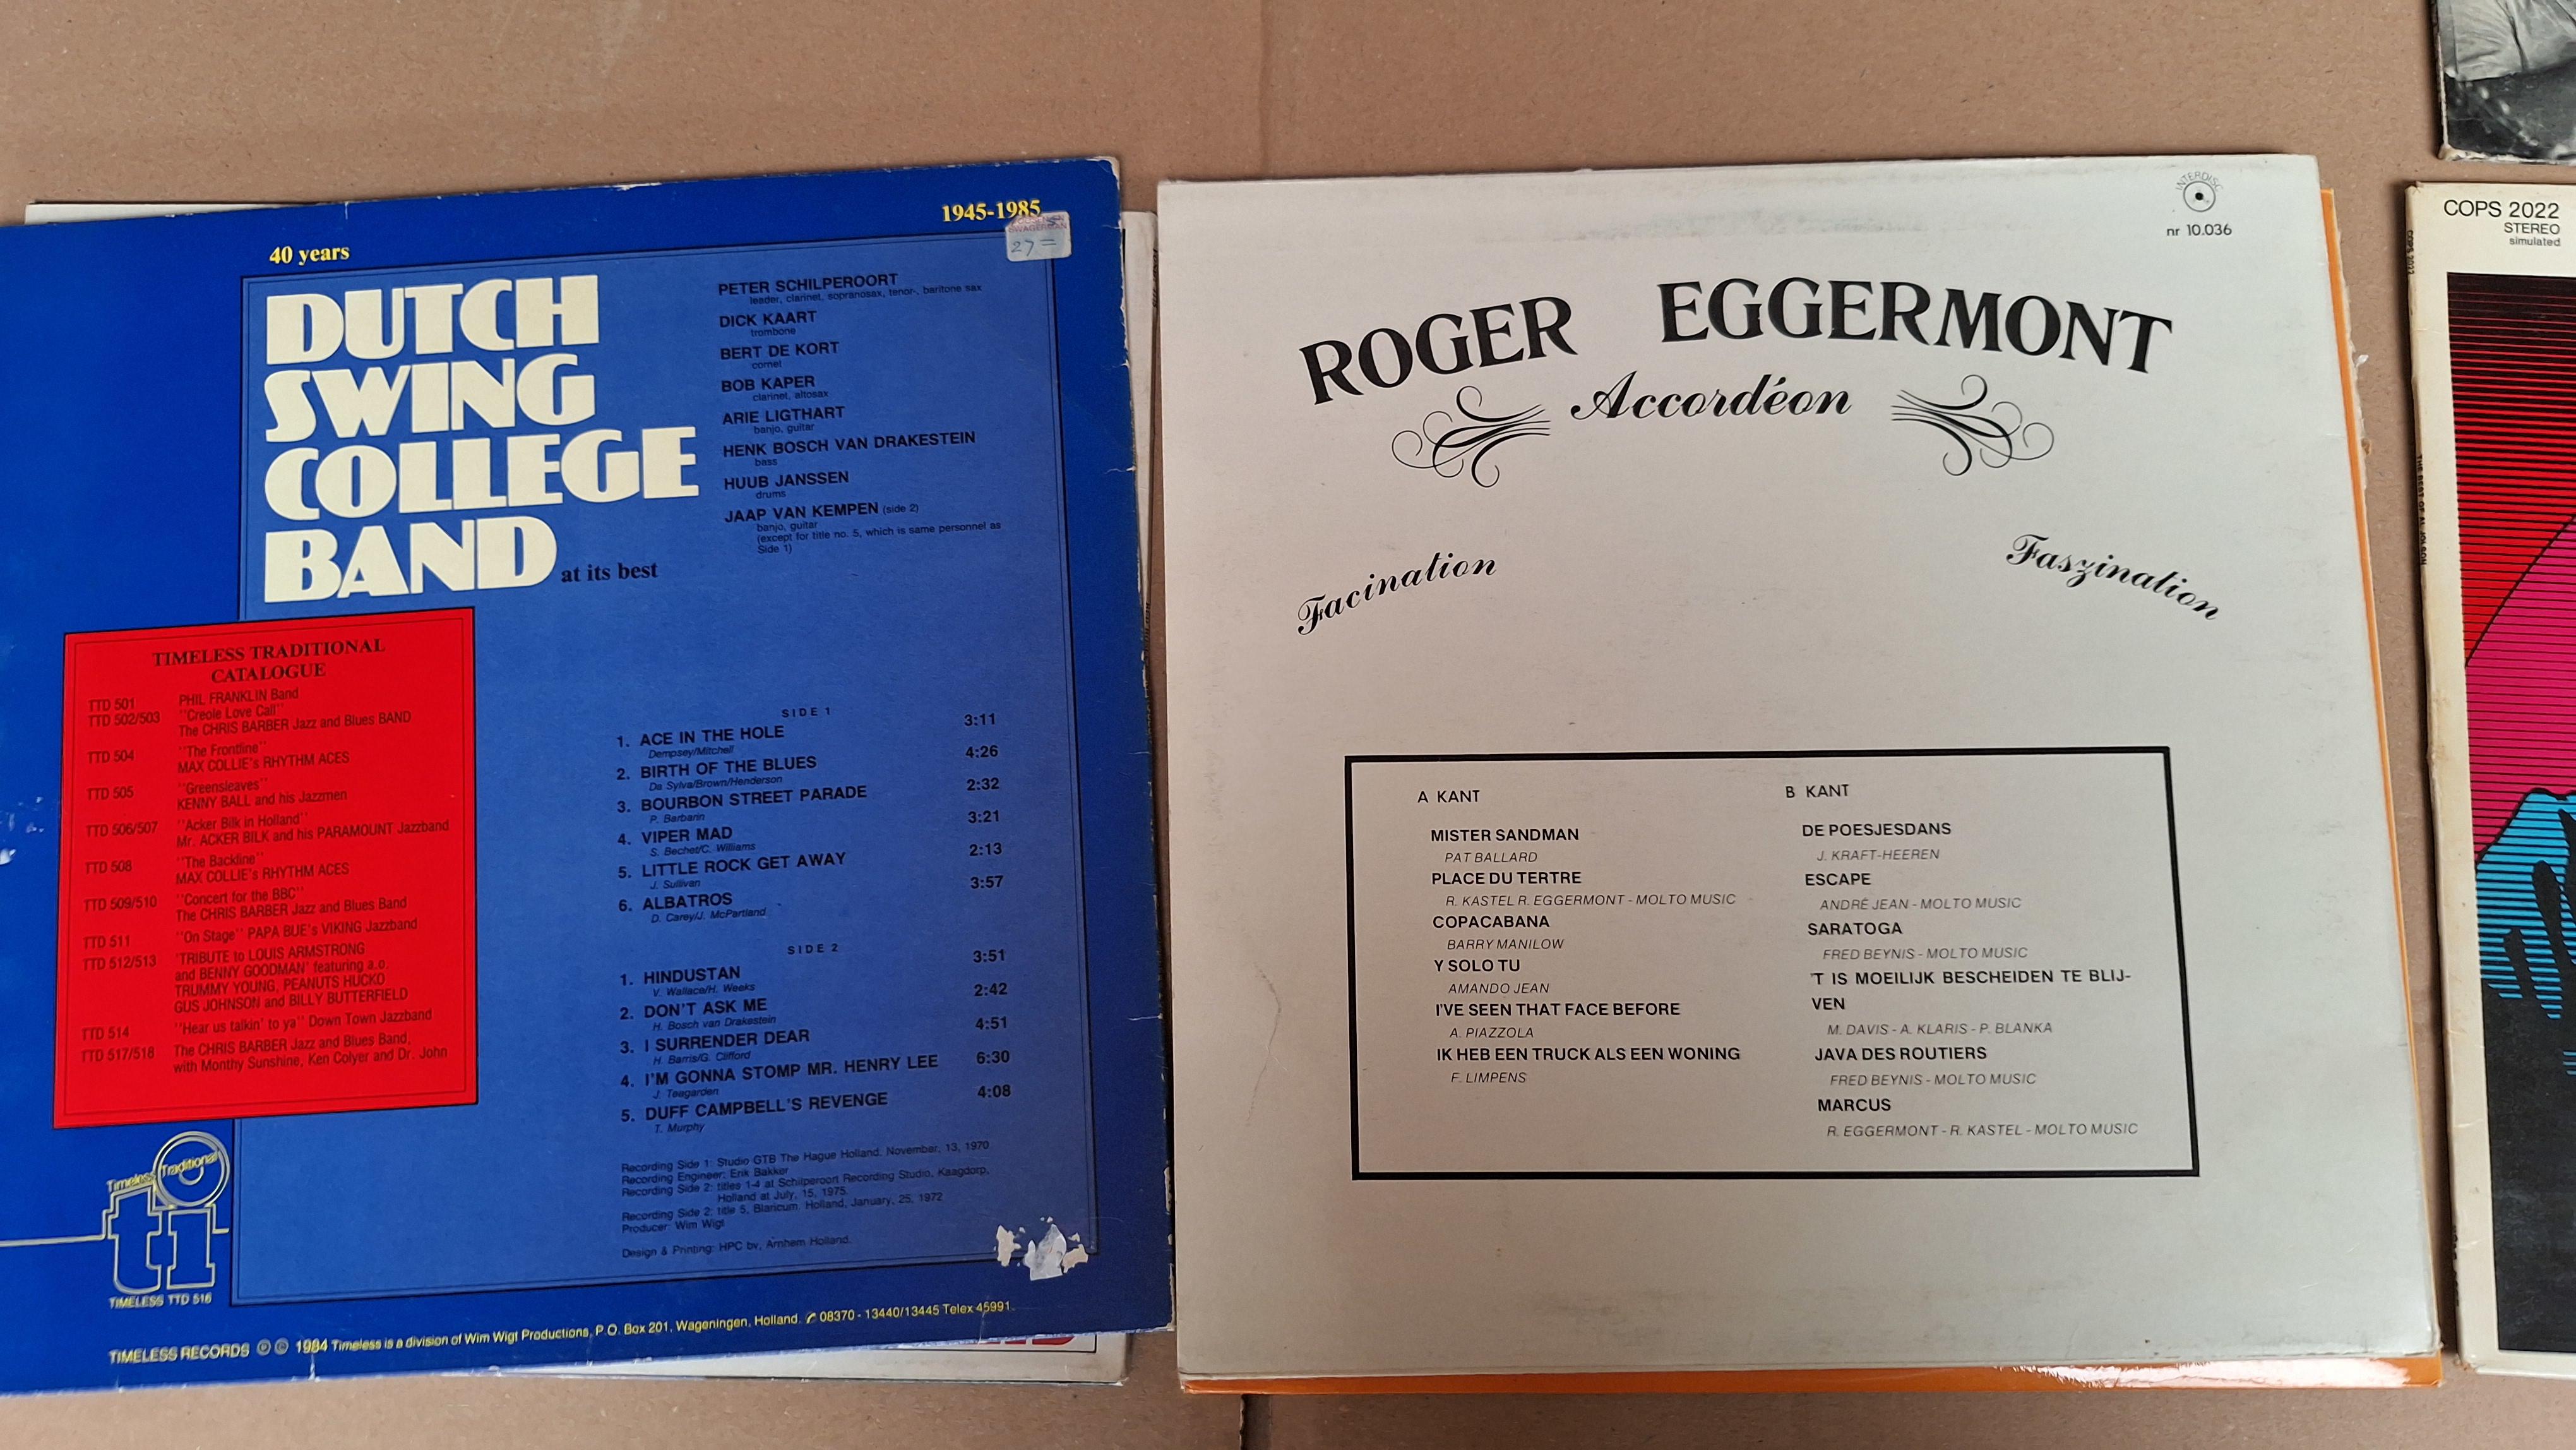 40 years
1945-1985
27=
DUTCH
SWING
COLLEGE
BAND at its best
PETER SCHILPEROORT
leader, clarinet, sopranosax, tenor-, baritone sax
DICK KAART
trombone
BERT DE KORT
cornet
BOB KAPER
clarinet, altosax
ARIE LIGTHART
banjo, guitar
HENK BOSCH VAN DRAKESTEIN
bass
HUUB JANSSEN
drums
JAAP VAN KEMPEN (side 2)
banjo, guitar
(except for title no. 5, which is same personnel as
Side 1)
TIMELESS TRADITIONAL
CATALOGUE
TTD 501 PHIL FRANKLIN Band
TTD 502/503 "Creole Love Call"
The CHRIS BARBER Jazz and Blues BAND
TTD 504 "The Frontline"
MAX COLLIE's RHYTHM ACES
TTD 505 "Greensleaves"
KENNY BALL and his Jazzmen
TTD 506/507 "Acker Bilk in Holland"
Mr. ACKER BILK and his PARAMOUNT Jazzband
TTD 508 "The Backline"
MAX COLLIE's RHYTHM ACES
TTD 509/510 "Concert for the BBC"
The CHRIS BARBER Jazz and Blues Band
TTD 511 "On Stage" PAPA BUE's VIKING Jazzband
TTD 512/513 'TRIBUTE to LOUIS ARMSTRONG
and BENNY GOODMAN' featuring a.o.
TRUMMY YOUNG, PEANUTS HUCKO
GUS JOHNSON and BILLY BUTTERFIELD
TTD 514 "Hear us talkin' to ya" Down Town Jazzband
TTD 517/518 The CHRIS BARBER Jazz and Blues Band,
with Monthy Sunshine, Ken Colyer and Dr. John
SIDE 1
1. ACE IN THE HOLE 3:11
Dempsey/Mitchell
2. BIRTH OF THE BLUES 4:26
Da Sylva/Brown/Henderson
3. BOURBON STREET PARADE 2:32
P. Barbarin
4. VIPER MAD 3:21
S. Bechet/C. Williams
5. LITTLE ROCK GET AWAY 2:13
J. Sullivan
6. ALBATROS 3:57
D. Carey/J. McPartland
SIDE 2
1. HINDUSTAN 3:51
V. Wallace/H. Weeks
2. DON'T ASK ME 2:42
H. Bosch van Drakestein
3. I SURRENDER DEAR 4:51
H. Barris/G. Clifford
4. I'M GONNA STOMP MR. HENRY LEE 6:30
J. Teagarden
5. DUFF CAMPBELL'S REVENGE 4:08
T. Murphy
Recording Side 1: Studio GTB The Hague Holland. November, 13, 1970
Recording Engineer: Erik Bakker
Recording Side 2: titles 1-4 at Schilperoort Recording Studio, Kaagdorp,
Holland at July, 15, 1975.
Recording Side 2: title 5, Blaricum. Holland, January, 25, 1972
Producer: Wim Wigt
Design & Printing: HPC bv, Arnhem Holland.
Timeless Traditional
ti
TIMELESS TTD 516
TIMELESS RECORDS ℗ © 1984 Timeless is a division of Wim Wigt Productions, P.O. Box 201, Wageningen, Holland. ✆ 08370 - 13440/13445 Telex 45991
INTERDISC
nr 10.036
ROGER EGGERMONT
Accordéon
Facination
Faszination
A KANT
MISTER SANDMAN
PAT BALLARD
PLACE DU TERTRE
R. KASTEL R. EGGERMONT - MOLTO MUSIC
COPACABANA
BARRY MANILOW
Y SOLO TU
AMANDO JEAN
I'VE SEEN THAT FACE BEFORE
A. PIAZZOLA
IK HEB EEN TRUCK ALS EEN WONING
F. LIMPENS
B KANT
DE POESJESDANS
J. KRAFT-HEEREN
ESCAPE
ANDRÉ JEAN - MOLTO MUSIC
SARATOGA
FRED BEYNIS - MOLTO MUSIC
'T IS MOEILIJK BESCHEIDEN TE BLIJ-
VEN
M. DAVIS - A. KLARIS - P. BLANKA
JAVA DES ROUTIERS
FRED BEYNIS - MOLTO MUSIC
MARCUS
R. EGGERMONT - R. KASTEL - MOLTO MUSIC
COPS 2022
STEREO
simulated
COPS 2022
THE BEST OF AL JOLSON